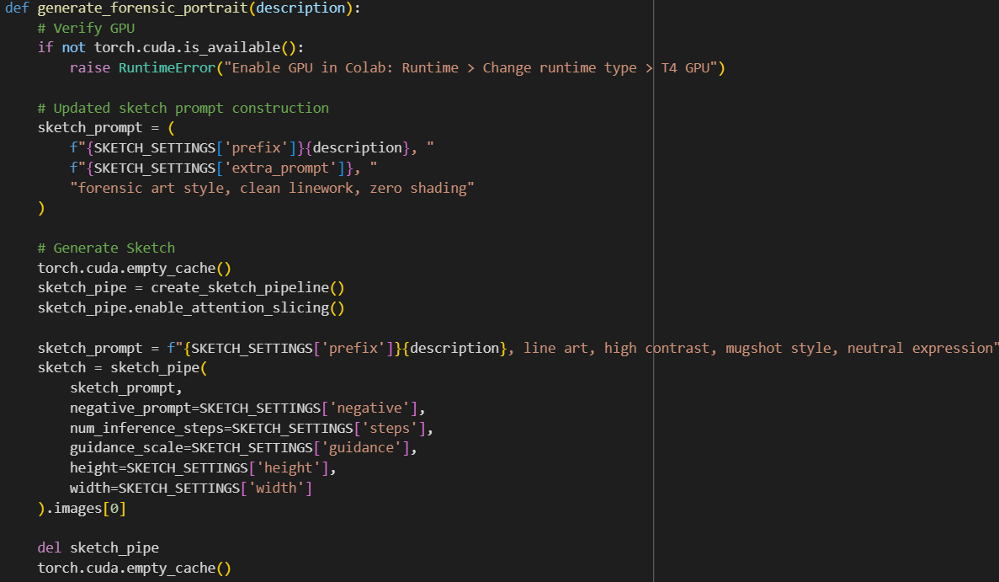 def generate_forensic_portrait(description):
    # Verify GPU
    if not torch.cuda.is_available():
        raise RuntimeError("Enable GPU in Colab: Runtime > Change runtime type > T4 GPU")

    # Updated sketch prompt construction
    sketch_prompt = (
        f"{SKETCH_SETTINGS['prefix']}{description}, "
        f"{SKETCH_SETTINGS['extra_prompt']}, "
        "forensic art style, clean linework, zero shading"
    )

    # Generate Sketch
    torch.cuda.empty_cache()
    sketch_pipe = create_sketch_pipeline()
    sketch_pipe.enable_attention_slicing()

    sketch_prompt = f"{SKETCH_SETTINGS['prefix']}{description}, line art, high contrast, mugshot style, neutral expression"
    sketch = sketch_pipe(
        sketch_prompt,
        negative_prompt=SKETCH_SETTINGS['negative'],
        num_inference_steps=SKETCH_SETTINGS['steps'],
        guidance_scale=SKETCH_SETTINGS['guidance'],
        height=SKETCH_SETTINGS['height'],
        width=SKETCH_SETTINGS['width']
    ).images[0]

    del sketch_pipe
    torch.cuda.empty_cache()